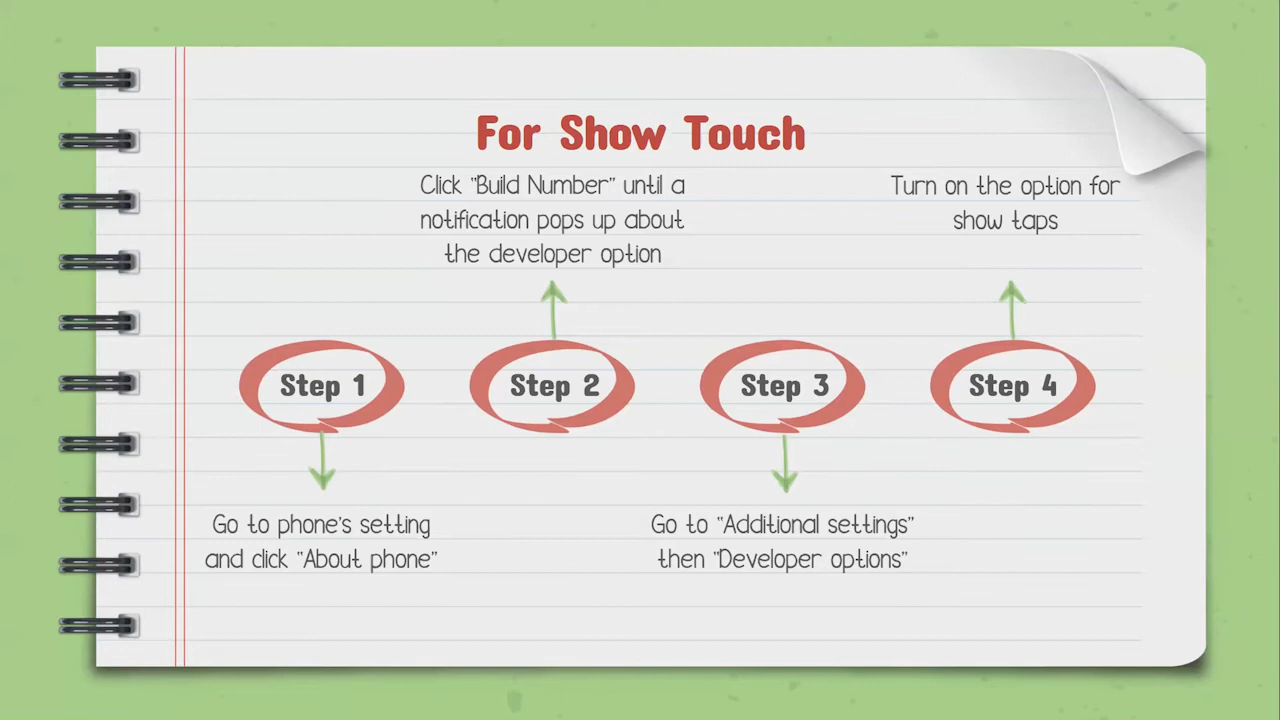 For Show Touch
Click "Build Number" until a
notification pops up about
the developer option
Turn on the option for
show taps
Step 1
Step 2
Step 3
Step 4
Go to phone's setting
and click "About phone"
Go to "Additional settings"
then "Developer options"